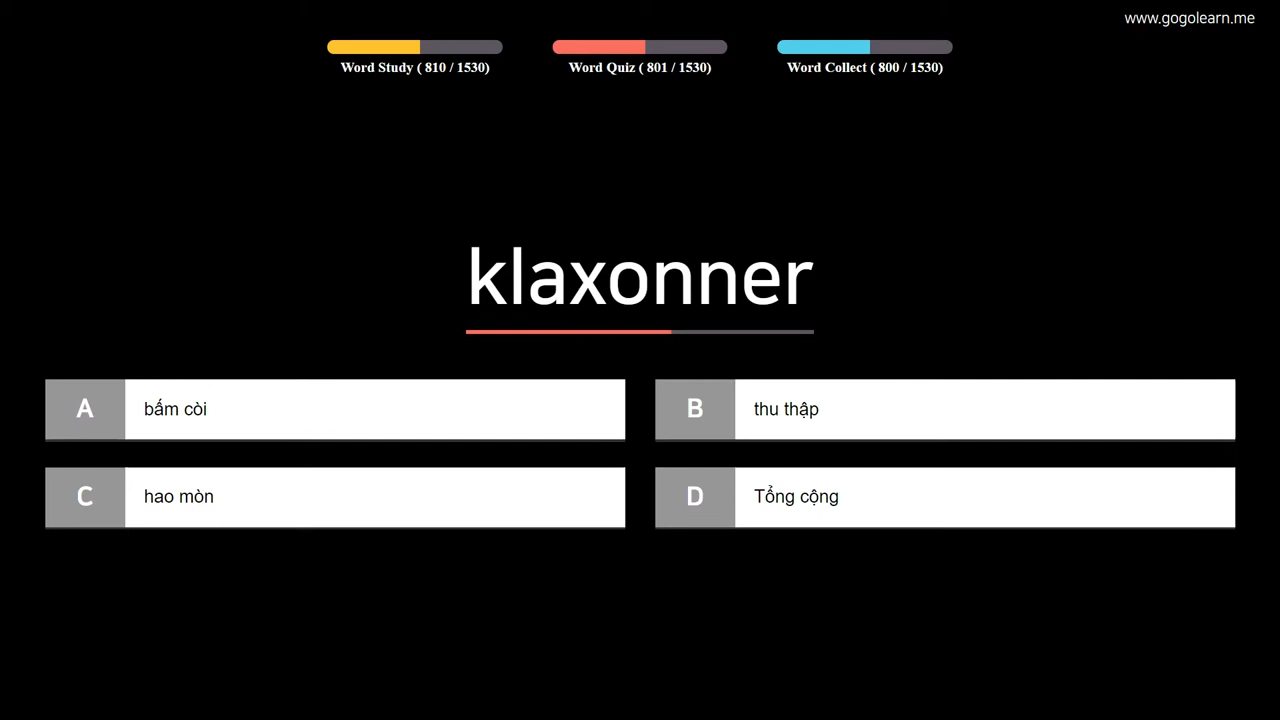 www.gogolearn.me
Word Study ( 810 / 1530)
Word Quiz ( 801 / 1530)
Word Collect ( 800 / 1530)
klaxonner
A bấm còi
B thu thập
C hao mòn
D Tổng cộng